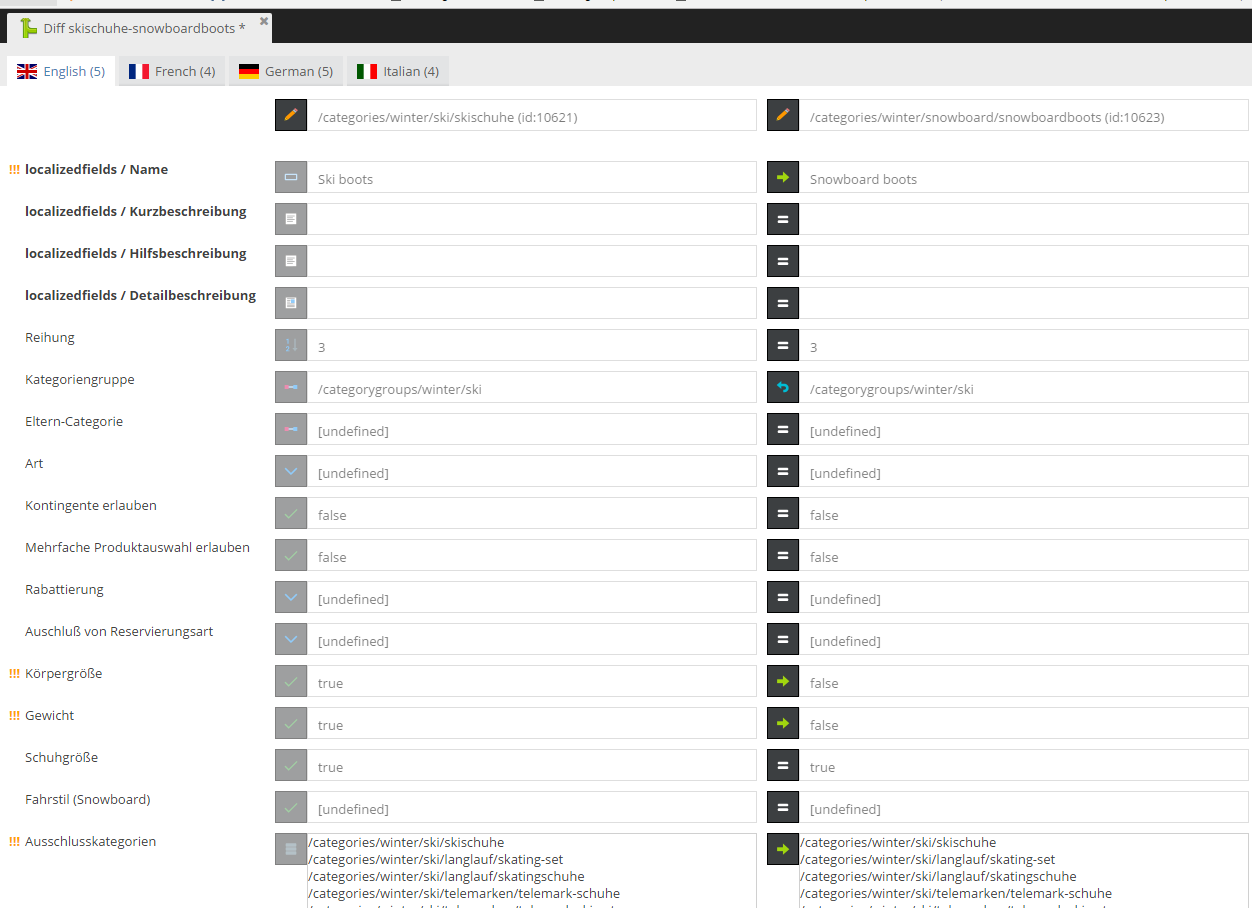 Diff skischuhe-snowboardboots *
English (5) French (4) German (5) Italian (4)
/categories/winter/ski/skischuhe (id:10621) /categories/winter/snowboard/snowboardboots (id:10623)
!!! localizedfields / Name Ski boots Snowboard boots
localizedfields / Kurzbeschreibung
localizedfields / Hilfsbeschreibung
localizedfields / Detailbeschreibung
Reihung 3 3
Kategoriengruppe /categorygroups/winter/ski /categorygroups/winter/ski
Eltern-Categorie [undefined] [undefined]
Art [undefined] [undefined]
Kontingente erlauben false false
Mehrfache Produktauswahl erlauben false false
Rabattierung [undefined] [undefined]
Auschluß von Reservierungsart [undefined] [undefined]
!!! Körpergröße true false
!!! Gewicht true false
Schuhgröße true true
Fahrstil (Snowboard) [undefined] [undefined]
!!! Ausschlusskategorien /categories/winter/ski/skischuhe /categories/winter/ski/skischuhe
/categories/winter/ski/langlauf/skating-set /categories/winter/ski/langlauf/skating-set
/categories/winter/ski/langlauf/skatingschuhe /categories/winter/ski/langlauf/skatingschuhe
/categories/winter/ski/telemarken/telemark-schuhe /categories/winter/ski/telemarken/telemark-schuhe